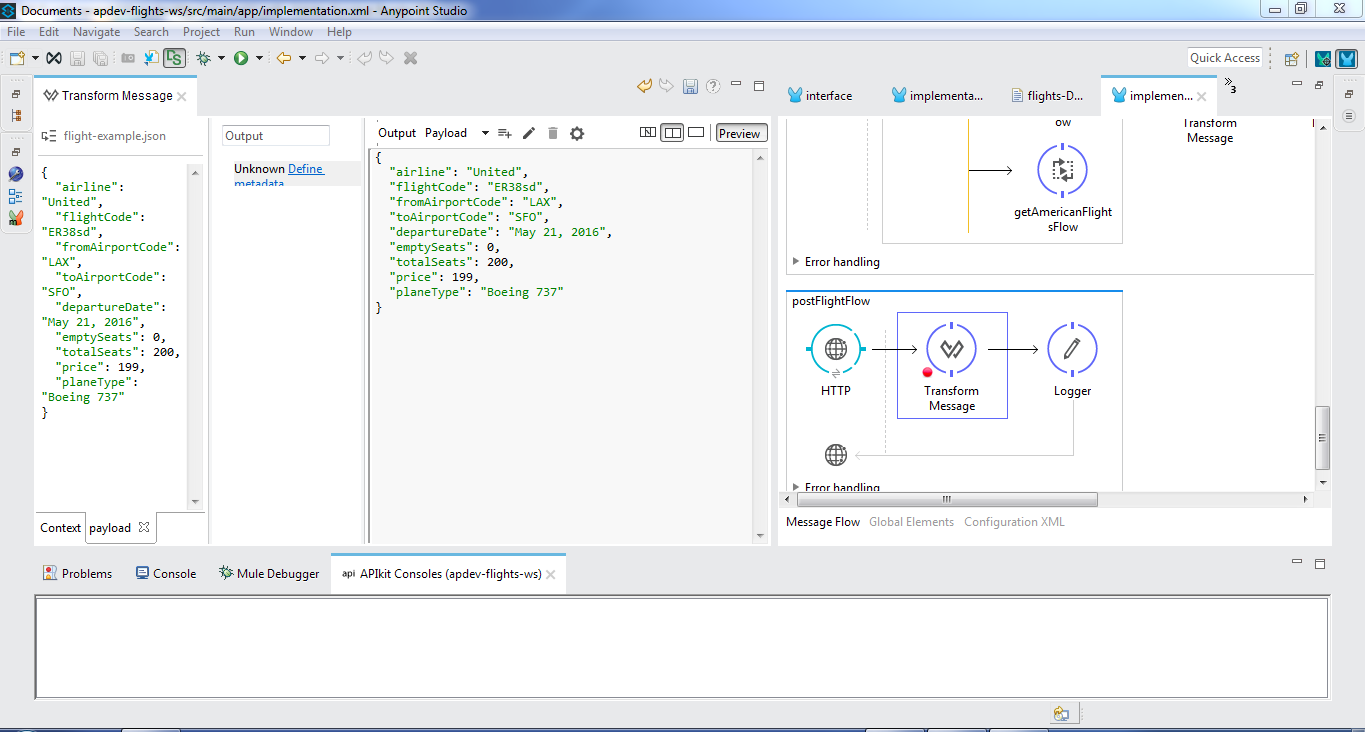 Documents - apdev-flights-ws/src/main/app/implementation.xml - Anypoint Studio
File Edit Navigate Search Project Run Window Help
Quick Access
Transform Message
flight-example.json
{
"airline":
"United",
"flightCode":
"ER38sd",
"fromAirportCode":
"LAX",
"toAirportCode":
"SFO",
"departureDate":
"May 21, 2016",
"emptySeats": 0,
"totalSeats": 200,
"price": 199,
"planeType":
"Boeing 737"
}
Context payload
Output
Unknown Define
metadata
Output Payload Preview
{
"airline": "United",
"flightCode": "ER38sd",
"fromAirportCode": "LAX",
"toAirportCode": "SFO",
"departureDate": "May 21, 2016",
"emptySeats": 0,
"totalSeats": 200,
"price": 199,
"planeType": "Boeing 737"
}
interface implementa... flights-D... implemen... 3
ow
Transform
Message
getAmericanFlight
sFlow
Error handling
postFlightFlow
HTTP
Transform
Message
Logger
Error handling
Message Flow Global Elements Configuration XML
Problems Console Mule Debugger api APIkit Consoles (apdev-flights-ws)